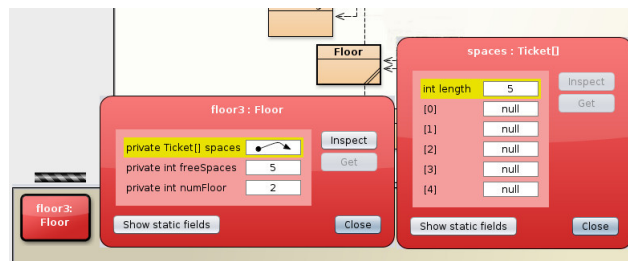 Floor
floor3 : Floor
private Ticket[] spaces
private int freeSpaces 5
private int numFloor 2
Inspect
Get
Show static fields
Close
spaces : Ticket[]
int length 5
[0] null
[1] null
[2] null
[3] null
[4] null
Inspect
Get
Show static fields
Close
floor3:
Floor